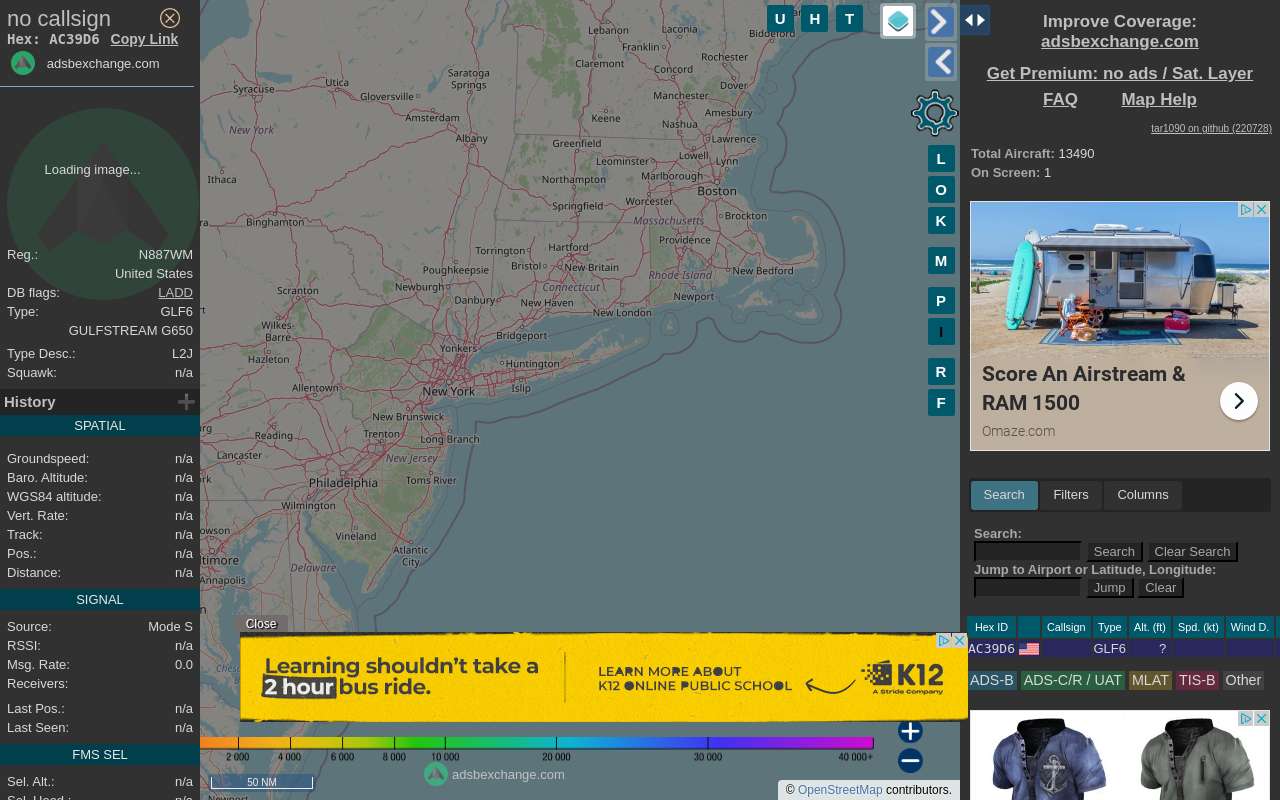 no callsign
Hex: AC39D6 Copy Link
adsbexchange.com
Loading image...
Reg.: N887WM
United States
DB flags: LADD
Type: GLF6
GULFSTREAM G650
Type Desc.: L2J
Squawk: n/a
History
SPATIAL
Groundspeed: n/a
Baro. Altitude: n/a
WGS84 altitude: n/a
Vert. Rate: n/a
Track: n/a
Pos.: n/a
Distance: n/a
SIGNAL
Source: Mode S
RSSI: n/a
Msg. Rate: 0.0
Receivers:
Last Pos.: n/a
Last Seen: n/a
FMS SEL
Sel. Alt.: n/a
Sel. Head.: n/a
U H T
L
O
K
M
P
I
R
F
Lebanon
Laconia
Biddeford
Franklin
Claremont
Rochester
Concord
Dover
Saratoga
Springs
Utica
Syracuse
Gloversville
Manchester
Amesbury
Keene
Amsterdam
Nashua
New York
Albany
Lawrence
Greenfield
Lowell
Leominster
Lynn
Ithaca
Northampton
Marlborough
Boston
Worcester
Springfield
Brockton
Binghamton
Massachusetts
Hartford
Providence
Torrington
Bristol
New Britain
Poughkeepsie
New Bedford
Rhode Island
Connecticut
Newburgh
Scranton
Newport
Danbury
New Haven
New London
Wilkes-
Barre
Bridgeport
Yonkers
Hazleton
Huntington
Allentown
New York
Islip
New Brunswick
Reading
Trenton
Long Branch
Lancaster
New Jersey
Philadelphia
Toms River
Wilmington
Vineland
Atlantic
City
Delaware
Annapolis
Close
Learning shouldn't take a
2 hour bus ride.
LEARN MORE ABOUT
K12 ONLINE PUBLIC SCHOOL
K12
A Stride Company
2 000 4 000 6 000 8 000 10 000 20 000 30 000 40 000+
adsbexchange.com
50 NM
© OpenStreetMap contributors.
Improve Coverage:
adsbexchange.com
Get Premium: no ads / Sat. Layer
FAQ Map Help
tar1090 on github (220728)
Total Aircraft: 13490
On Screen: 1
Score An Airstream &
RAM 1500
Omaze.com
Search Filters Columns
Search:
Search Clear Search
Jump to Airport or Latitude, Longitude:
Jump Clear
Hex ID Callsign Type Alt. (ft) Spd. (kt) Wind D.
AC39D6 GLF6 ?
ADS-B ADS-C/R / UAT MLAT TIS-B Other